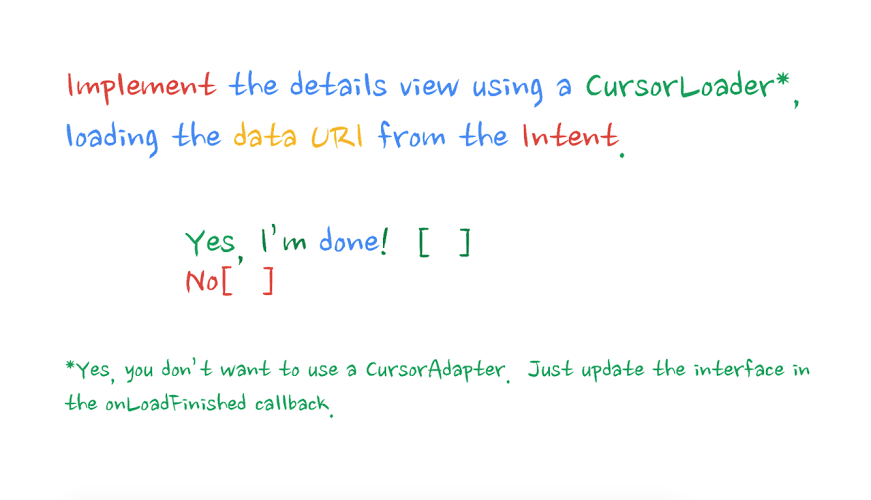 Implement the details view using a CursorLoader*,
loading the data URI from the Intent.
Yes, I'm done! [ ]
No[ ]
*Yes, you don't want to use a CursorAdapter. Just update the interface in
the onLoadFinished callback.